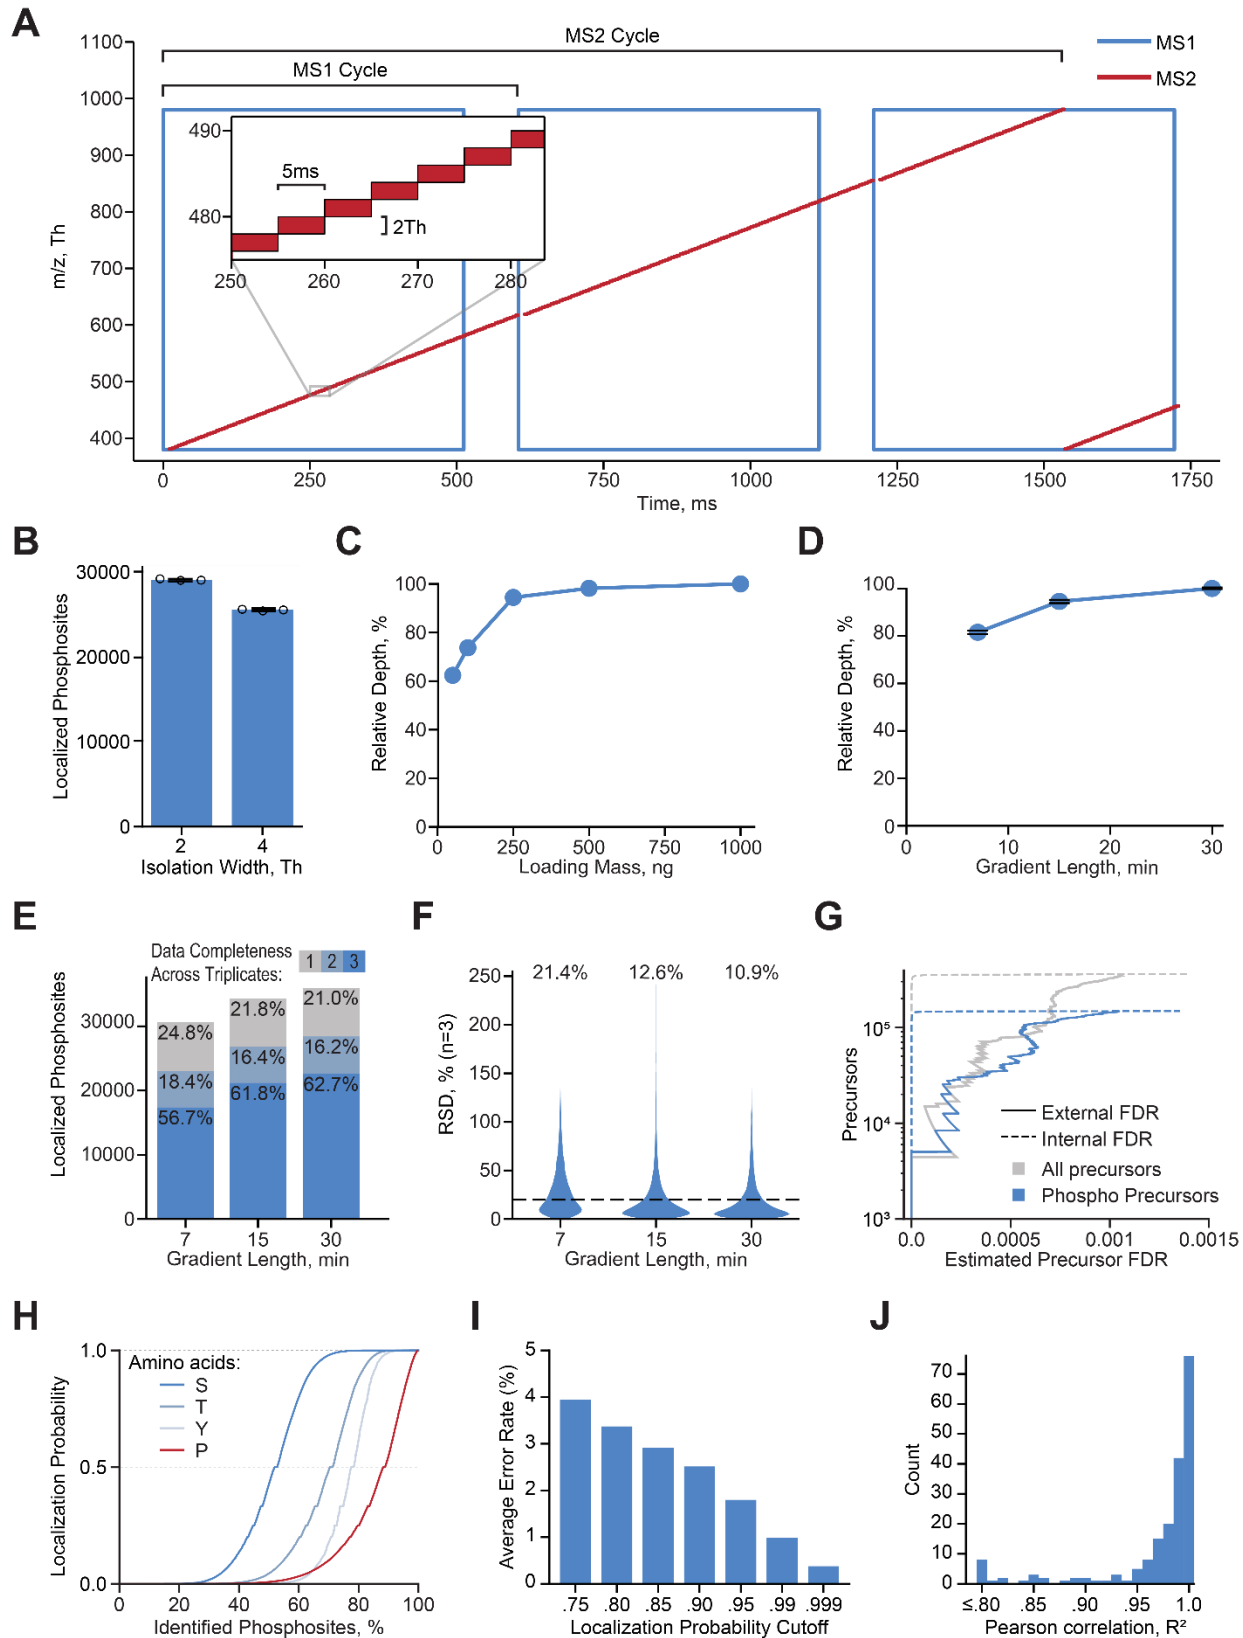 A
MS2 Cycle
MS1 Cycle
MS1
MS2
1100
1000
900
800
700
600
500
400
m/z, Th
490
480
5ms
2Th
250 260 270 280
0 250 500 750 1000 1250 1500 1750
Time, ms
B
Localized Phosphosites
30000
20000
10000
0
2 4
Isolation Width, Th
C
Relative Depth, %
100
80
60
40
20
0
0 250 500 750 1000
Loading Mass, ng
D
Relative Depth, %
100
80
60
40
20
0
0 10 20 30
Gradient Length, min
E
Data Completeness
Across Triplicates:
1 2 3
Localized Phosphosites
30000
20000
10000
0
24.8% 21.8% 21.0%
18.4% 16.4% 16.2%
56.7% 61.8% 62.7%
7 15 30
Gradient Length, min
F
RSD, % (n=3)
250
200
150
100
50
0
21.4% 12.6% 10.9%
7 15 30
Gradient Length, min
G
Precursors
10⁵
10⁴
10³
External FDR
Internal FDR
All precursors
Phospho Precursors
0.0 0.0005 0.001 0.0015
Estimated Precursor FDR
H
Localization Probability
1.0
0.5
0.0
Amino acids:
S
T
Y
P
0 20 40 60 80 100
Identified Phosphosites, %
I
Average Error Rate (%)
5
4
3
2
1
0
.75 .80 .85 .90 .95 .99 .999
Localization Probability Cutoff
J
Count
70
60
50
40
30
20
10
0
≤.80 .85 .90 .95 1.0
Pearson correlation, R²